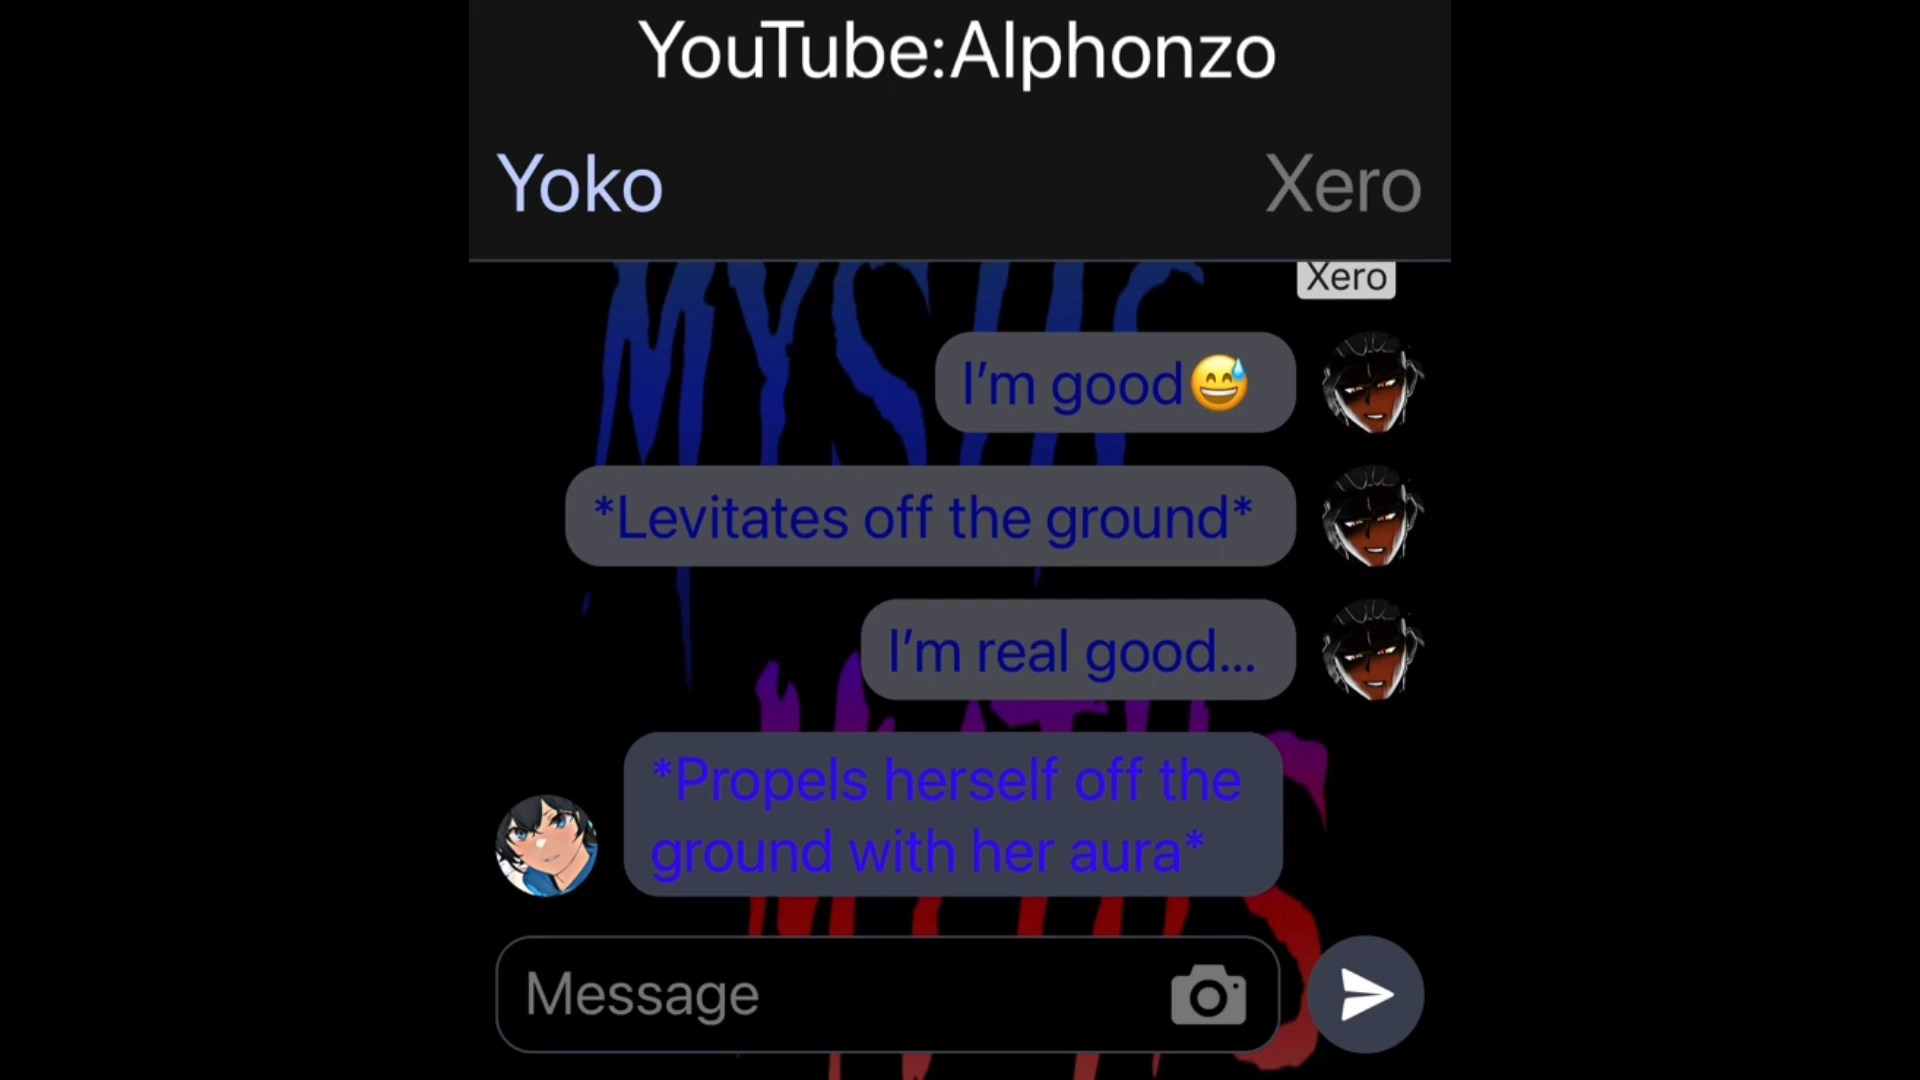 YouTube:Alphonzo
Yoko
Xero
Xero
I’m good😅
*Levitates off the ground*
I’m real good...
*Propels herself off the
ground with her aura*
Message